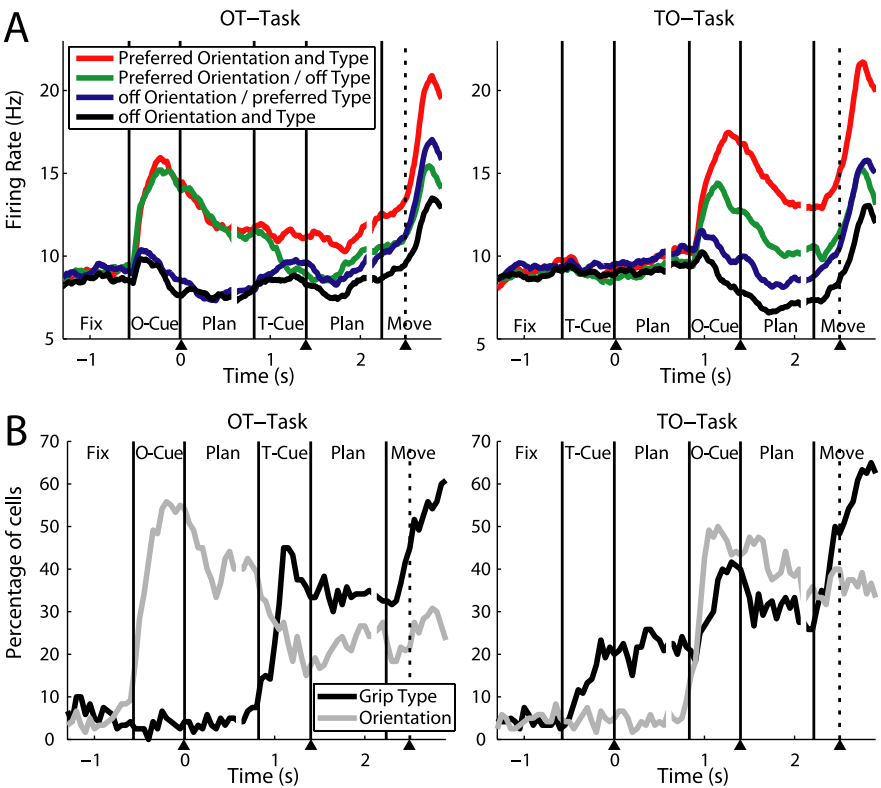 A
OT−Task
TO−Task
Firing Rate (Hz)
20
15
10
5
Preferred Orientation and Type
Preferred Orientation / off Type
off Orientation / preferred Type
off Orientation and Type
Fix O-Cue Plan T-Cue Plan Move
−1 0 1 2
Time (s)
20
15
10
5
Fix T-Cue Plan O-Cue Plan Move
−1 0 1 2
Time (s)
B
OT−Task
TO−Task
Percentage of cells
70
60
50
40
30
20
10
0
Fix O-Cue Plan T-Cue Plan Move
Grip Type
Orientation
−1 0 1 2
Time (s)
70
60
50
40
30
20
10
0
Fix T-Cue Plan O-Cue Plan Move
−1 0 1 2
Time (s)